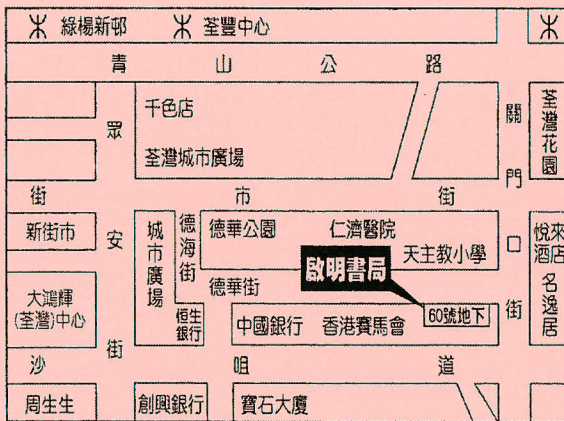 綠楊新邨
荃豐中心
青山公路
千色店
荃灣城市廣場
眾安街
關門口街
荃灣花園
街市街
新街市
城市廣場
德海街
德華公園
仁濟醫院
天主教小學
悅來酒店
名逸居
啟明書局
德華街
大鴻輝
(荃灣)中心
恒生
銀行
中國銀行
香港賽馬會
60號地下
沙咀道
周生生
創興銀行
寶石大廈